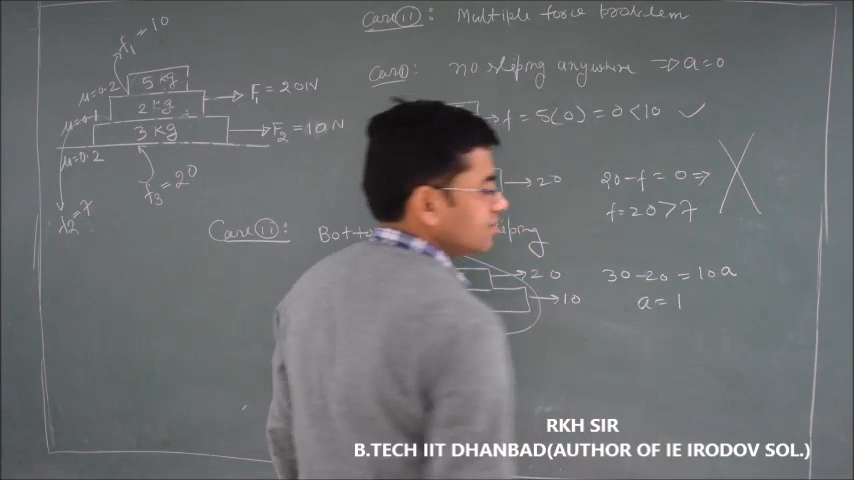 Case (ii) : Multiple force problem
f₁ = 10
μ=0.2 5 kg
μ=0.1 2 kg → F₁ = 20N
3 kg → F₂ = 10N
μ=0.2
f₃ = 20
f₂=7
Case (i): no slipping anywhere ⇒ a=0
→ f = 5(0) = 0 < 10 ✓
→ 20 20-f = 0 ⇒
f = 20 > 7
Case (ii):
→ 20 30-20 = 10a
→ 10 a = 1
RKH SIR
B.TECH IIT DHANBAD(AUTHOR OF IE IRODOV SOL.)